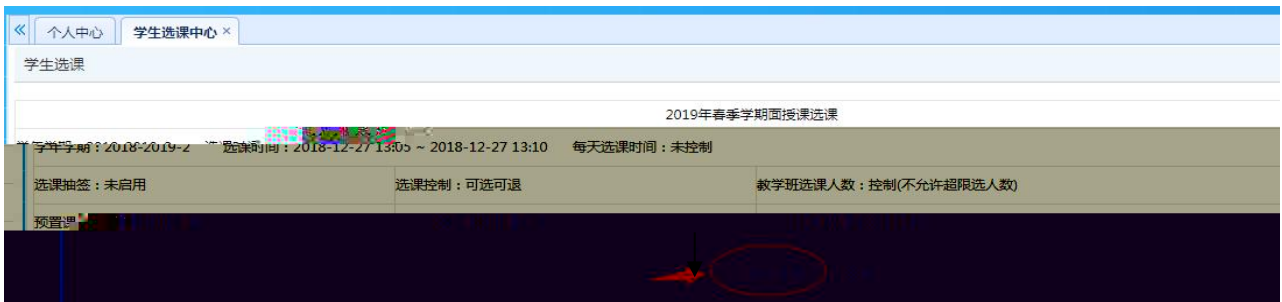 个人中心 学生选课中心 ×
学生选课
2019年春季学期面授课选课
学年学期：2018-2019-2 选课时间：2018-12-27 13:05 ~ 2018-12-27 13:10 每天选课时间：未控制
选课抽签：未启用 选课控制：可选可退 教学班选课人数：控制(不允许超限选人数)
预置课